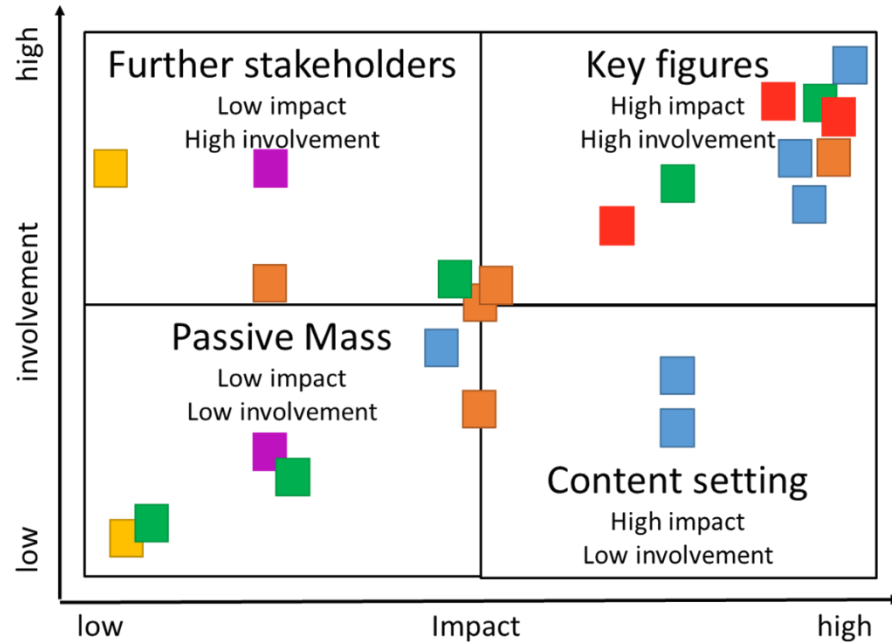 high
Further stakeholders
Low impact
High involvement
Key figures
High impact
High involvement
involvement
Passive Mass
Low impact
Low involvement
Content setting
High impact
Low involvement
low
low
Impact
high